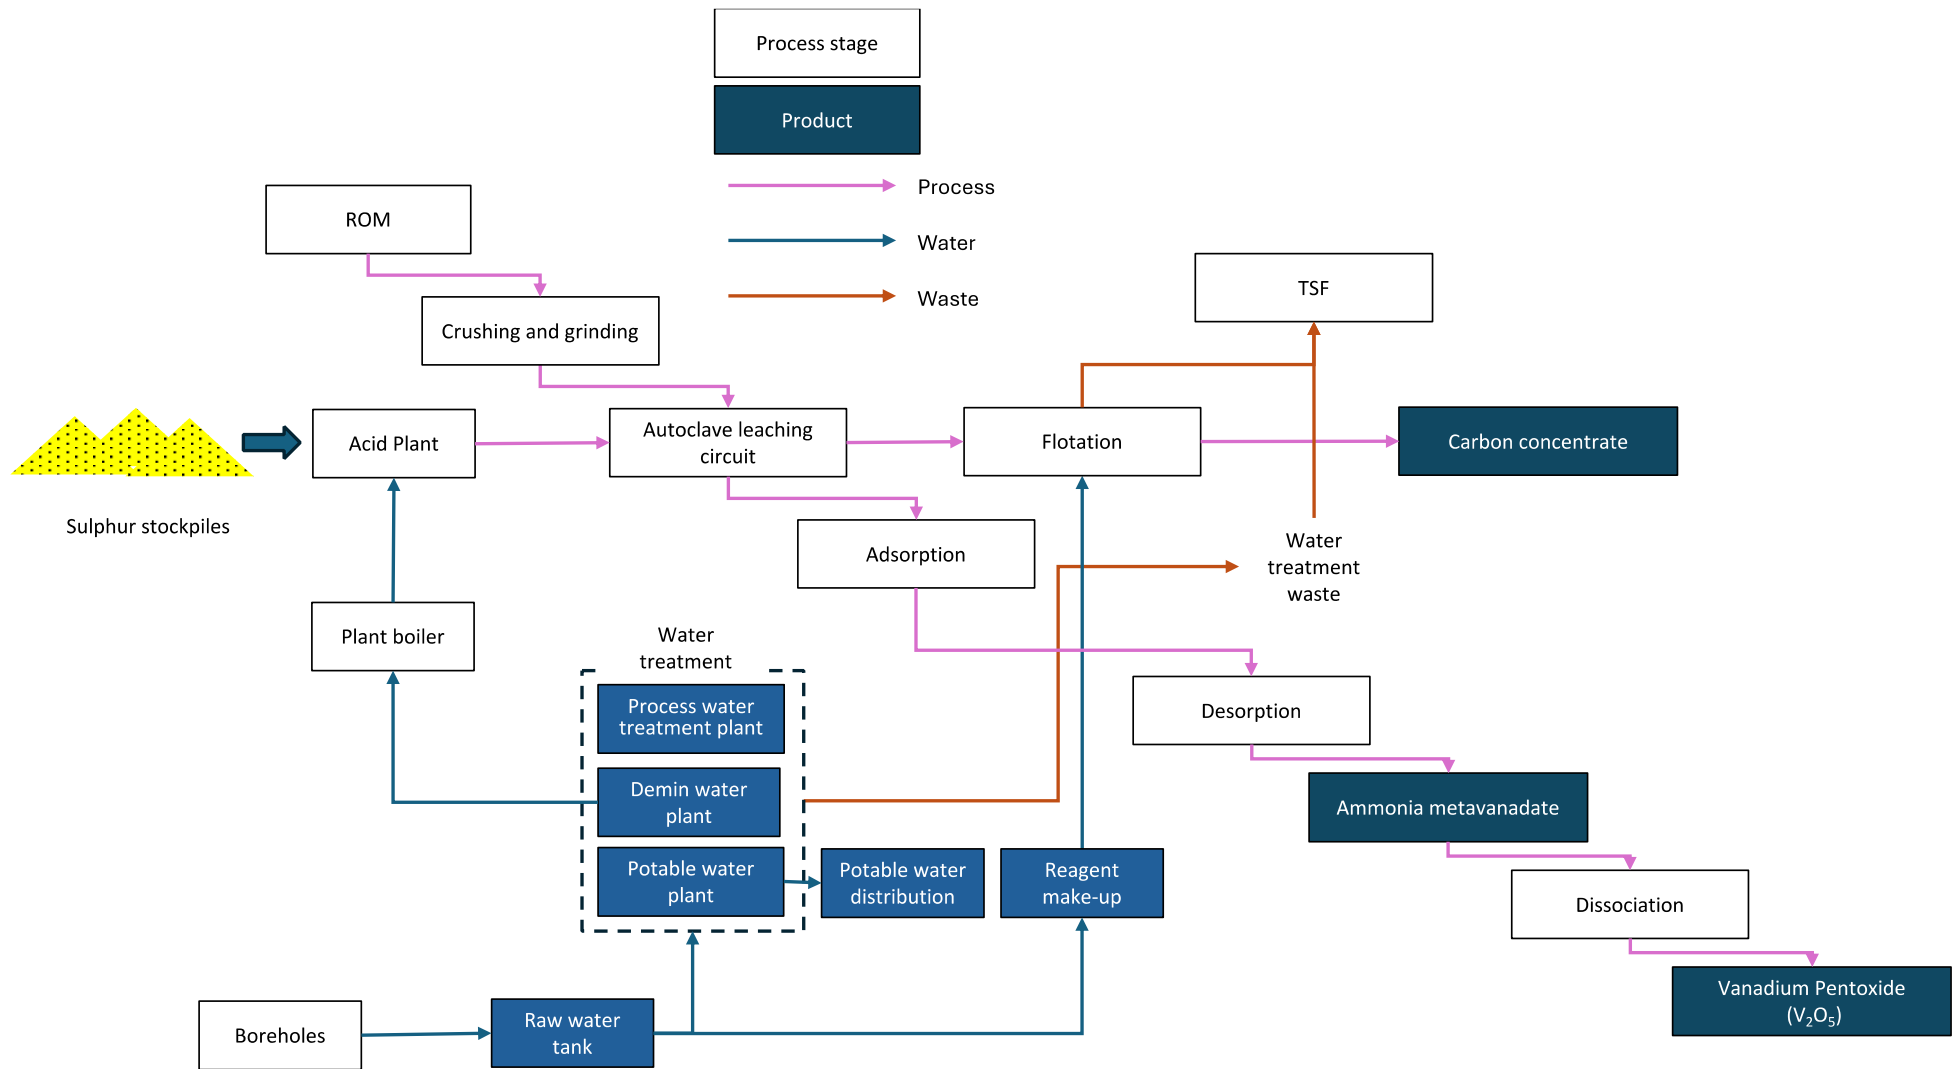 Process stage
Product
Process
Water
Waste
ROM
TSF
Crushing and grinding
Acid Plant
Autoclave leaching
circuit
Flotation
Carbon concentrate
Sulphur stockpiles
Adsorption
Water
treatment
waste
Plant boiler
Water
treatment
Process water
treatment plant
Desorption
Demin water
plant
Ammonia metavanadate
Potable water
plant
Potable water
distribution
Reagent
make-up
Dissociation
Vanadium Pentoxide
(V₂O₅)
Boreholes
Raw water
tank